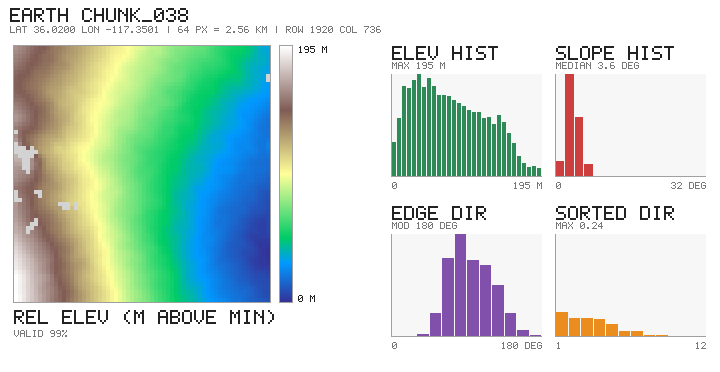 EARTH CHUNK_038
LAT 36.0200 LON -117.3501 | 64 PX = 2.56 KM | ROW 1920 COL 736
195 M
0 M
REL ELEV (M ABOVE MIN)
VALID 99%
ELEV HIST
MAX 195 M
0 195 M
SLOPE HIST
MEDIAN 3.6 DEG
0 32 DEG
EDGE DIR
MOD 180 DEG
0 180 DEG
SORTED DIR
MAX 0.24
1 12